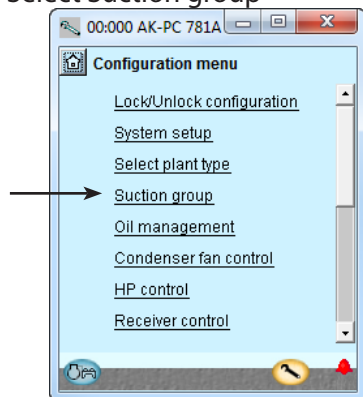 Select Suction group
00:000 AK-PC 781A
Configuration menu
Lock/Unlock configuration
System setup
Select plant type
Suction group
Oil management
Condenser fan control
HP control
Receiver control